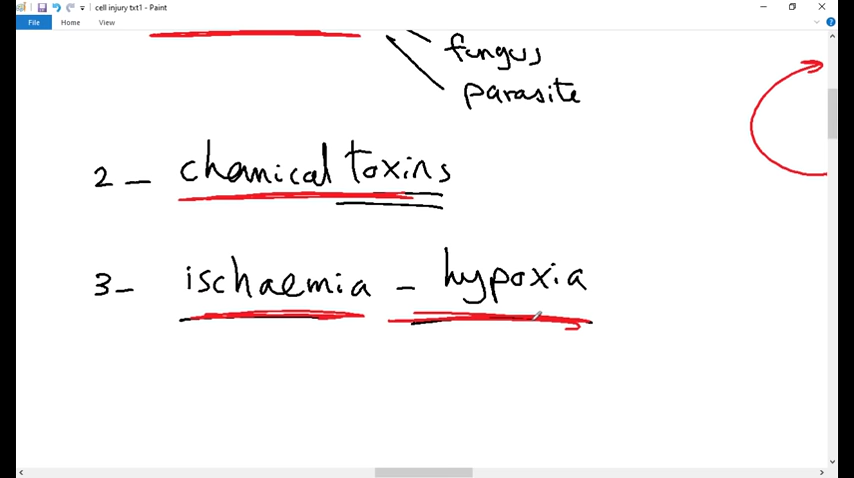 cell injury txt1 - Paint
File Home View
fungus
parasite
2 - chemical toxins
3- ischaemia - hypoxia